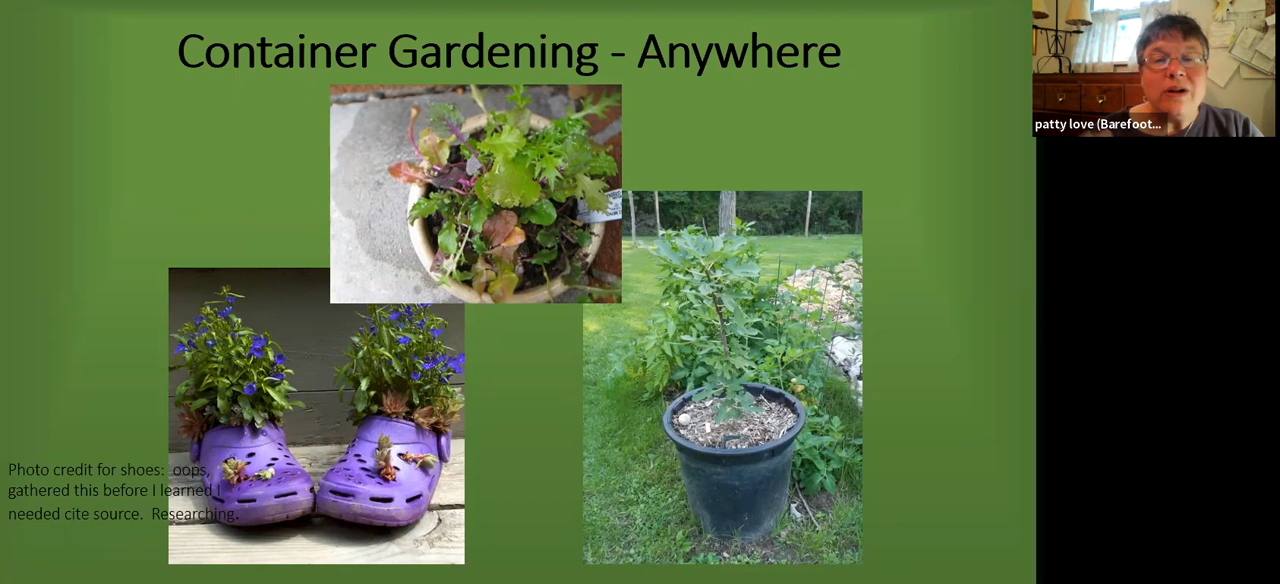 Container Gardening - Anywhere
patty love (Barefoot...
Photo credit for shoes:  oops,
gathered this before I learned I
needed cite source.  Researching.